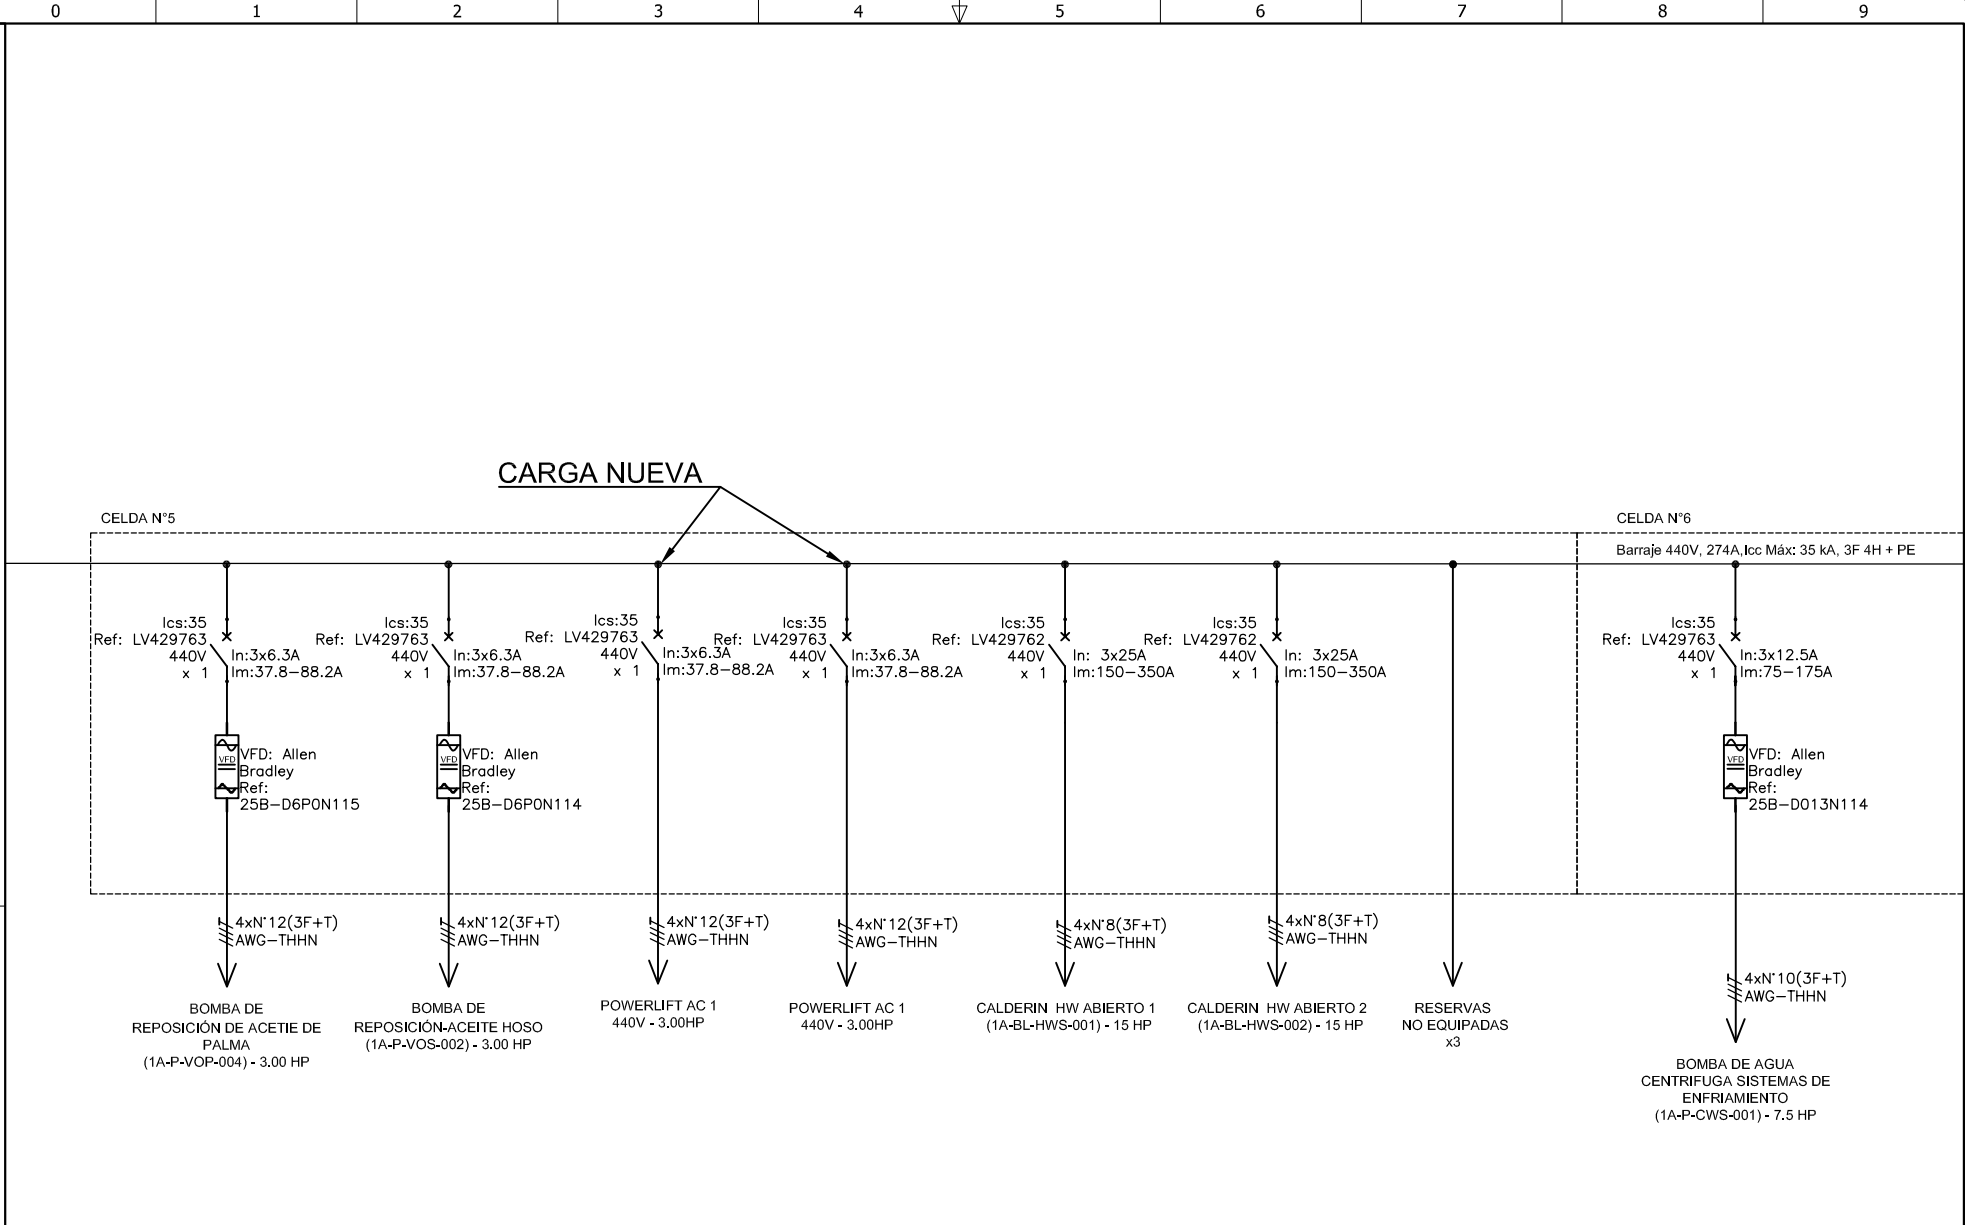 0 1 2 3 4 5 6 7 8 9
CARGA NUEVA
CELDA N°5
CELDA N°6
Barraje 440V, 274A,Icc Máx: 35 kA, 3F 4H + PE
Ics:35
Ref: LV429763
440V
x 1
In:3x6.3A
Im:37.8-88.2A
VFD
VFD: Allen
Bradley
Ref:
25B-D6P0N115
4xN°12(3F+T)
AWG-THHN
BOMBA DE
REPOSICIÓN DE ACETIE DE
PALMA
(1A-P-VOP-004) - 3.00 HP
Ics:35
Ref: LV429763
440V
x 1
In:3x6.3A
Im:37.8-88.2A
VFD
VFD: Allen
Bradley
Ref:
25B-D6P0N114
4xN°12(3F+T)
AWG-THHN
BOMBA DE
REPOSICIÓN-ACEITE HOSO
(1A-P-VOS-002) - 3.00 HP
Ics:35
Ref: LV429763
440V
x 1
In:3x6.3A
Im:37.8-88.2A
4xN°12(3F+T)
AWG-THHN
POWERLIFT AC 1
440V - 3.00HP
Ics:35
Ref: LV429763
440V
x 1
In:3x6.3A
Im:37.8-88.2A
4xN°12(3F+T)
AWG-THHN
POWERLIFT AC 1
440V - 3.00HP
Ics:35
Ref: LV429762
440V
x 1
In: 3x25A
Im:150-350A
4xN°8(3F+T)
AWG-THHN
CALDERIN HW ABIERTO 1
(1A-BL-HWS-001) - 15 HP
Ics:35
Ref: LV429762
440V
x 1
In: 3x25A
Im:150-350A
4xN°8(3F+T)
AWG-THHN
CALDERIN HW ABIERTO 2
(1A-BL-HWS-002) - 15 HP
RESERVAS
NO EQUIPADAS
x3
Ics:35
Ref: LV429763
440V
x 1
In:3x12.5A
Im:75-175A
VFD
VFD: Allen
Bradley
Ref:
25B-D013N114
4xN°10(3F+T)
AWG-THHN
BOMBA DE AGUA
CENTRIFUGA SISTEMAS DE
ENFRIAMIENTO
(1A-P-CWS-001) - 7.5 HP